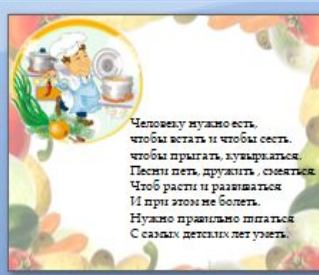 Человеку нужно есть,
чтобы встать и чтобы сесть.
чтобы прыгать, кувыркаться.
Песни петь, дружить , смеяться.
Чтоб расти и развиваться
И при этом не болеть.
Нужно правильно питаться
С самых детских лет уметь.